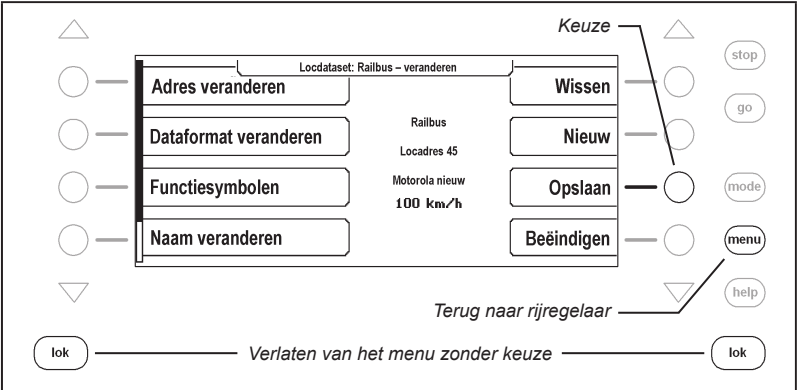 Keuze
stop
Locdataset: Railbus – veranderen
Adres veranderen
Wissen
go
Railbus
Dataformat veranderen
Nieuw
Locadres 45
Functiesymbolen
Motorola nieuw
Opslaan
mode
100 km/h
Naam veranderen
Beëindigen
menu
help
Terug naar rijregelaar
lok
Verlaten van het menu zonder keuze
lok